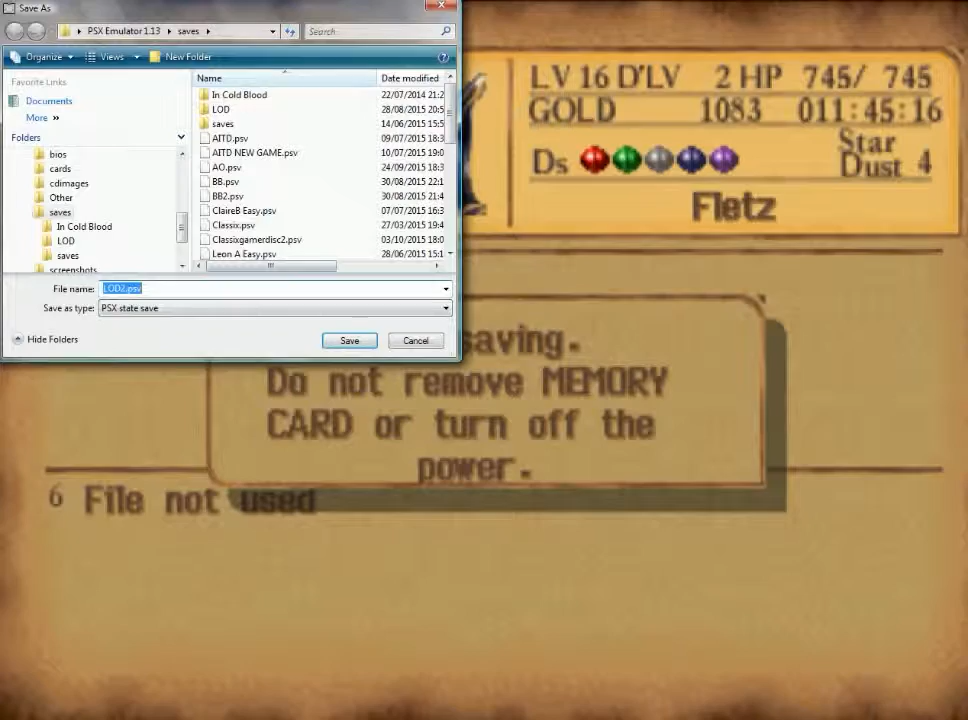 Save As
PSX Emulator 1.13 saves Search
Organize Views New Folder
Favorite Links
Documents
More »
Folders
bios
cards
cdimages
Other
saves
In Cold Blood
LOD
saves
screenshots
Name Date modified
In Cold Blood 22/07/2014 21:2
LOD 28/08/2015 20:5
saves 14/06/2015 15:5
AITD.psv 09/07/2015 18:3
AITD NEW GAME.psv 10/07/2015 19:0
AO.psv 24/09/2015 18:3
BB.psv 30/08/2015 22:1
BB2.psv 30/08/2015 21:4
ClaireB Easy.psv 07/07/2015 16:3
Classix.psv 27/03/2015 19:4
Classixgamerdisc2.psv 03/10/2015 18:0
Leon A Easy.psv 28/06/2015 15:1
File name: LOD2.psv
Save as type: PSX state save
Hide Folders Save Cancel
LV 16 D'LV 2 HP 745/ 745
GOLD 1083 011:45:16
Ds Star Dust 4
Fletz
saving.
Do not remove MEMORY
CARD or turn off the
power.
6 File not used